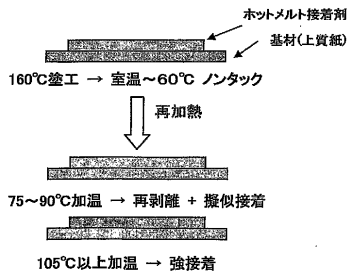 ホットメルト接着剤
基材(上質紙)
160℃塗工 → 室温～60℃ ノンタック
再加熱
75～90℃加温 → 再剥離 + 擬似接着
105℃以上加温 → 強接着